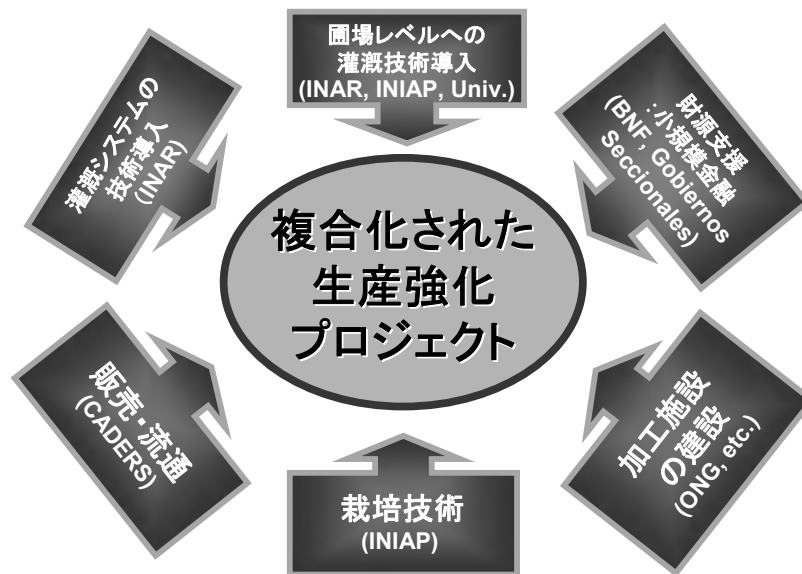 圃場レベルへの
灌漑技術導入
(INAR, INIAP, Univ.)
灌漑システムの
技術導入
(INAR)
財源支援
:小規模金融
(BNF, Gobiernos
Seccionales)
複合化された
生産強化
プロジェクト
販売・流通
(CADERS)
加工施設
の建設
(ONG, etc.)
栽培技術
(INIAP)